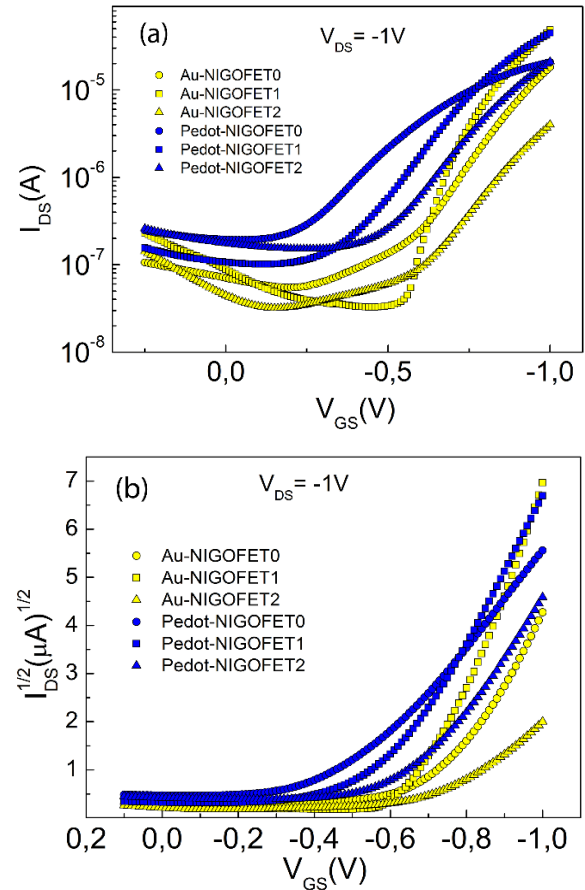 (a)
V_DS= -1V
Au-NIGOFET0
Au-NIGOFET1
Au-NIGOFET2
Pedot-NIGOFET0
Pedot-NIGOFET1
Pedot-NIGOFET2
I_DS(A)
10^-5
10^-6
10^-7
10^-8
0,0 -0,5 -1,0
V_GS(V)
(b)
V_DS= -1V
Au-NIGOFET0
Au-NIGOFET1
Au-NIGOFET2
Pedot-NIGOFET0
Pedot-NIGOFET1
Pedot-NIGOFET2
I_DS^1/2(μA)^1/2
7
6
5
4
3
2
1
0,2 0,0 -0,2 -0,4 -0,6 -0,8 -1,0
V_GS(V)